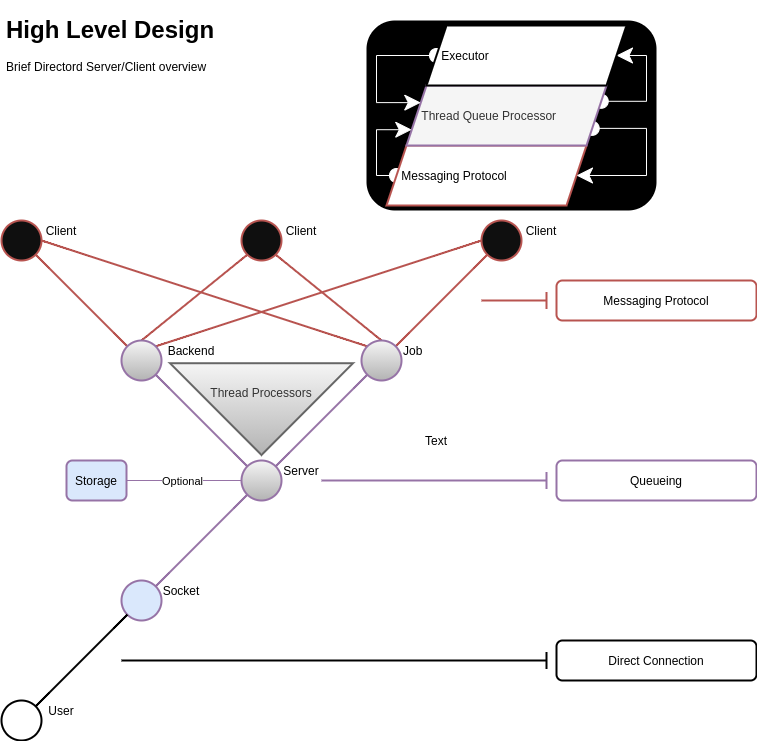 High Level Design
Brief Directord Server/Client overview
Executor
Thread Queue Processor
Messaging Protocol
Client
Client
Client
Messaging Protocol
Backend
Job
Thread Processors
Text
Storage
Optional
Server
Queueing
Socket
Direct Connection
User